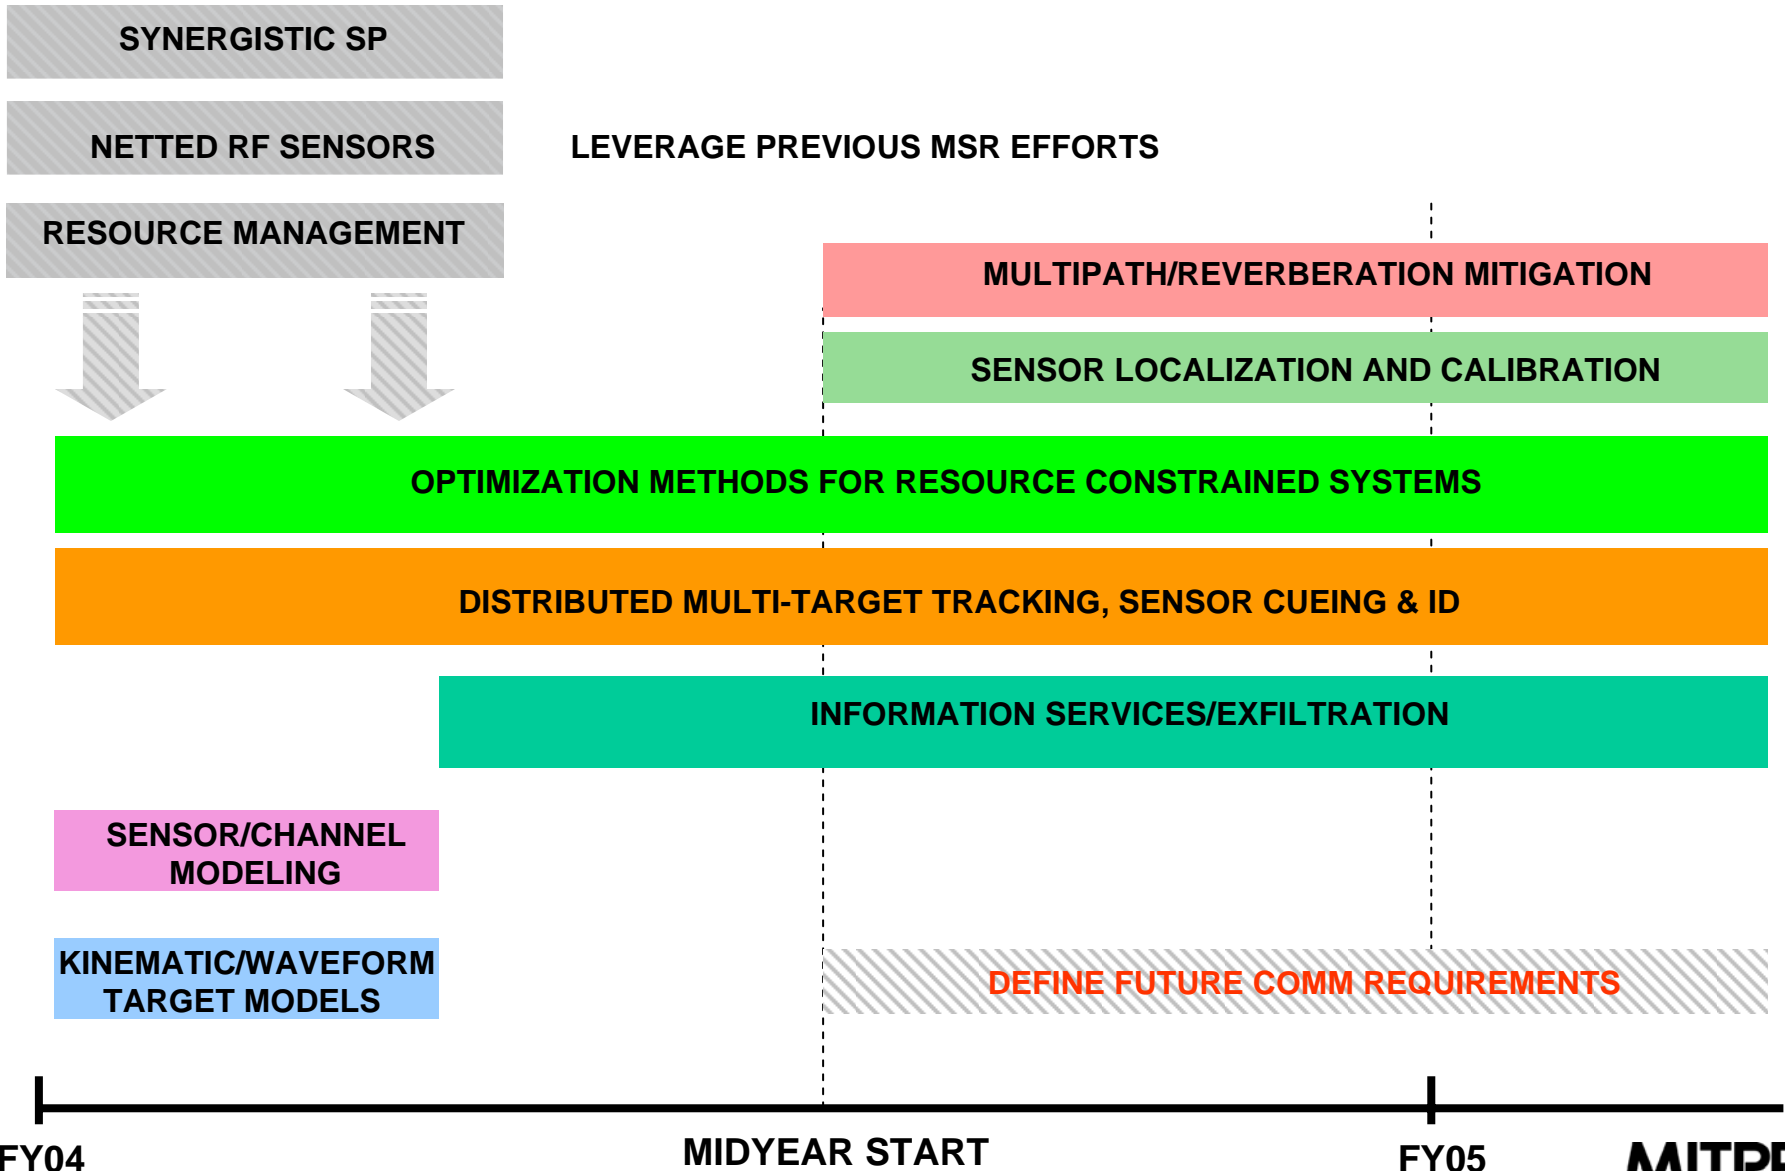 SYNERGISTIC SP
NETTED RF SENSORS
LEVERAGE PREVIOUS MSR EFFORTS
RESOURCE MANAGEMENT
MULTIPATH/REVERBERATION MITIGATION
SENSOR LOCALIZATION AND CALIBRATION
OPTIMIZATION METHODS FOR RESOURCE CONSTRAINED SYSTEMS
DISTRIBUTED MULTI-TARGET TRACKING, SENSOR CUEING & ID
INFORMATION SERVICES/EXFILTRATION
SENSOR/CHANNEL
MODELING
KINEMATIC/WAVEFORM
TARGET MODELS
DEFINE FUTURE COMM REQUIREMENTS
FY04
MIDYEAR START
FY05